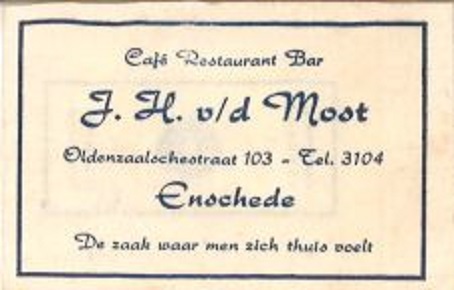 Café Restaurant Bar
J. H. v/d Most
Oldenzaalschestraat 103 - Tel. 3104
Enschede
De zaak waar men zich thuis voelt